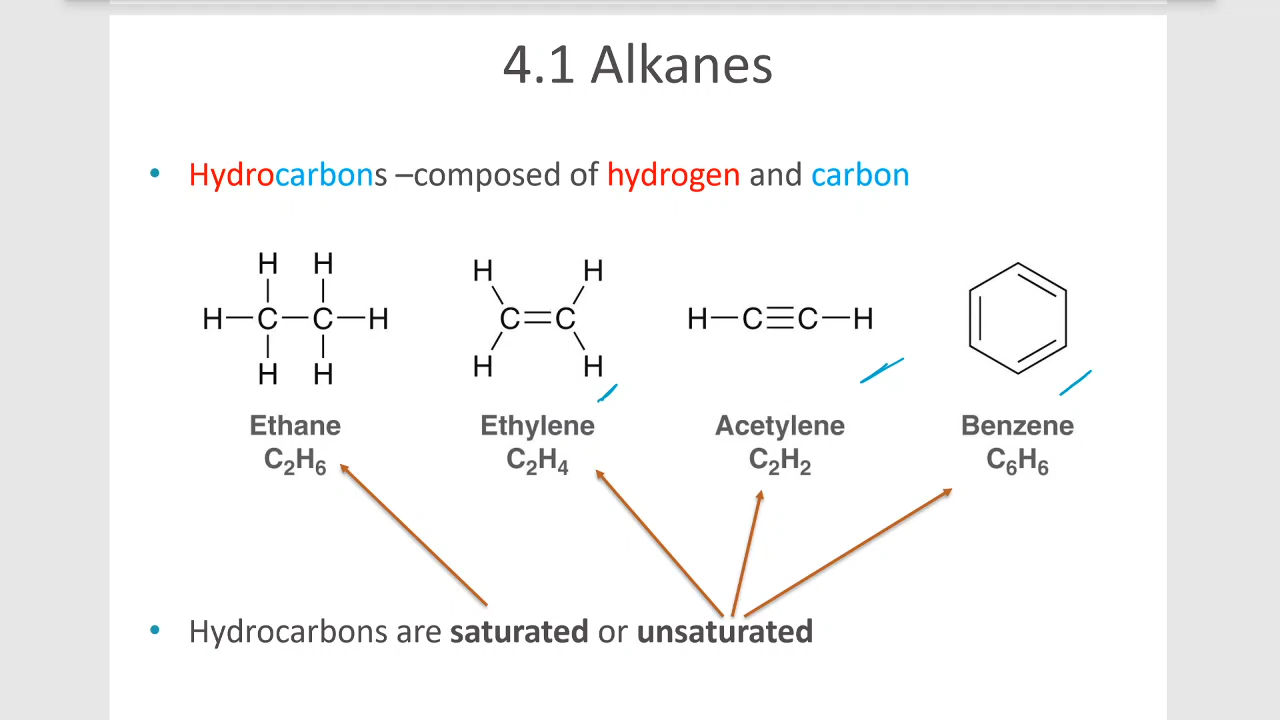 4.1 Alkanes
• Hydrocarbons –composed of hydrogen and carbon
H H
H–C–C–H
H H
H H
C=C
H H
H–C≡C–H
Ethane
C₂H₆
Ethylene
C₂H₄
Acetylene
C₂H₂
Benzene
C₆H₆
• Hydrocarbons are saturated or unsaturated